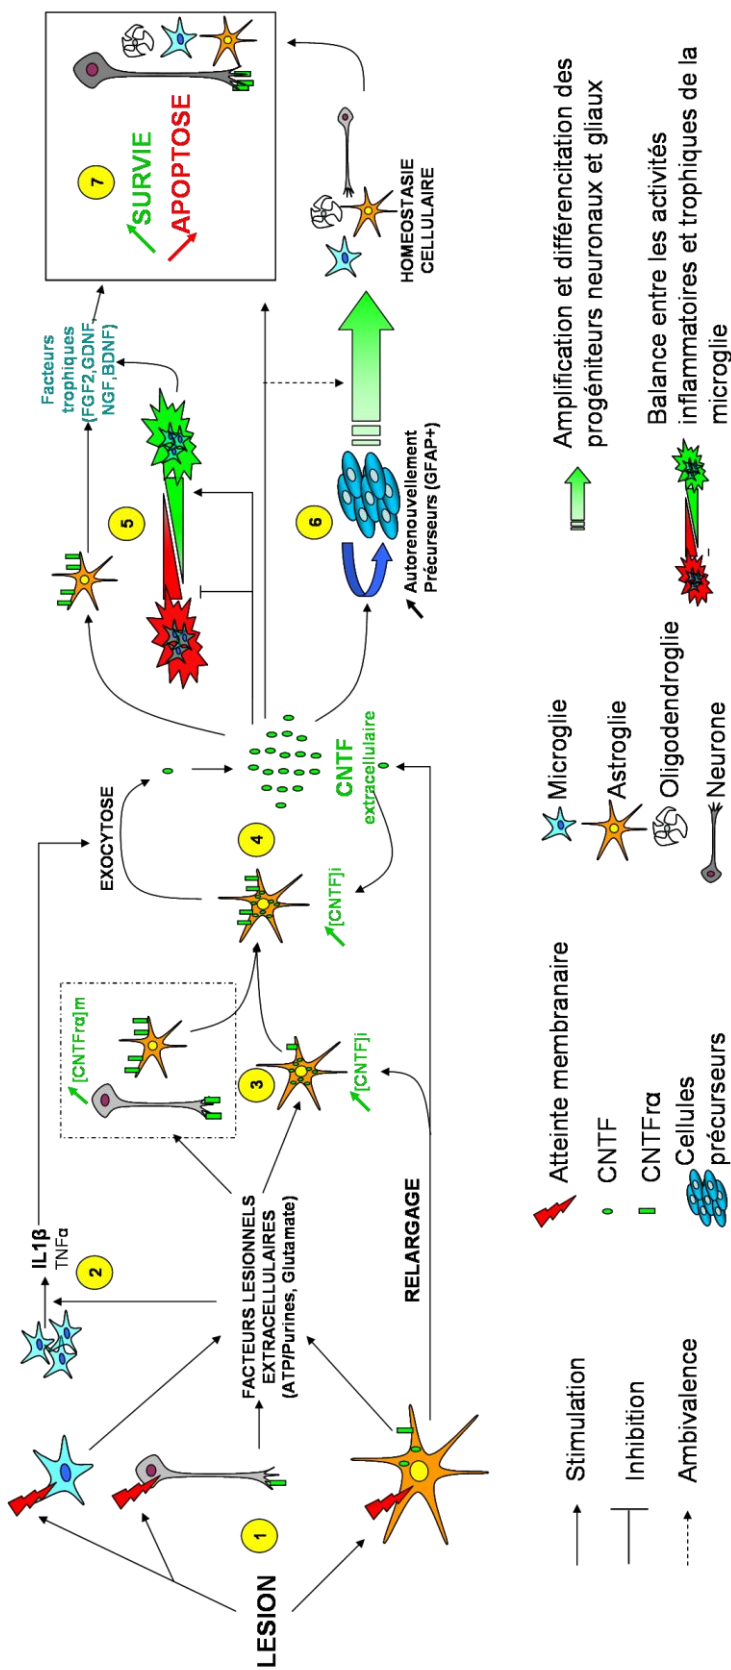 LESION
1
2
IL1β
TNFα
FACTEURS LESIONNELS
EXTRACELLULAIRES
(ATP/Purines, Glutamate)
RELARGAGE
[CNTFrα]m
3
[CNTF]i
EXOCYTOSE
4
[CNTF]i
CNTF
extracellulaire
5
Facteurs
trophiques
(FGF2,GDNF,
NGF,BDNF)
6
Autorenouvellement
Précurseurs (GFAP+)
HOMEOSTASIE
CELLULAIRE
7
SURVIE
APOPTOSE
Stimulation
Inhibition
Ambivalence
Atteinte membranaire
CNTF
CNTFrα
Cellules
précurseurs
Microglie
Astroglie
Oligodendroglie
Neurone
Amplification et différencitation des
progéniteurs neuronaux et gliaux
Balance entre les activités
inflammatoires et trophiques de la
microglie